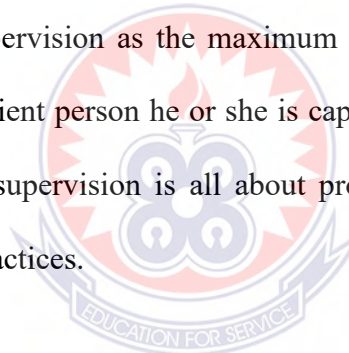 pervision as the maximum
ient person he or she is cap
supervision is all about pro
actices.
EDUCATION FOR SERVICE